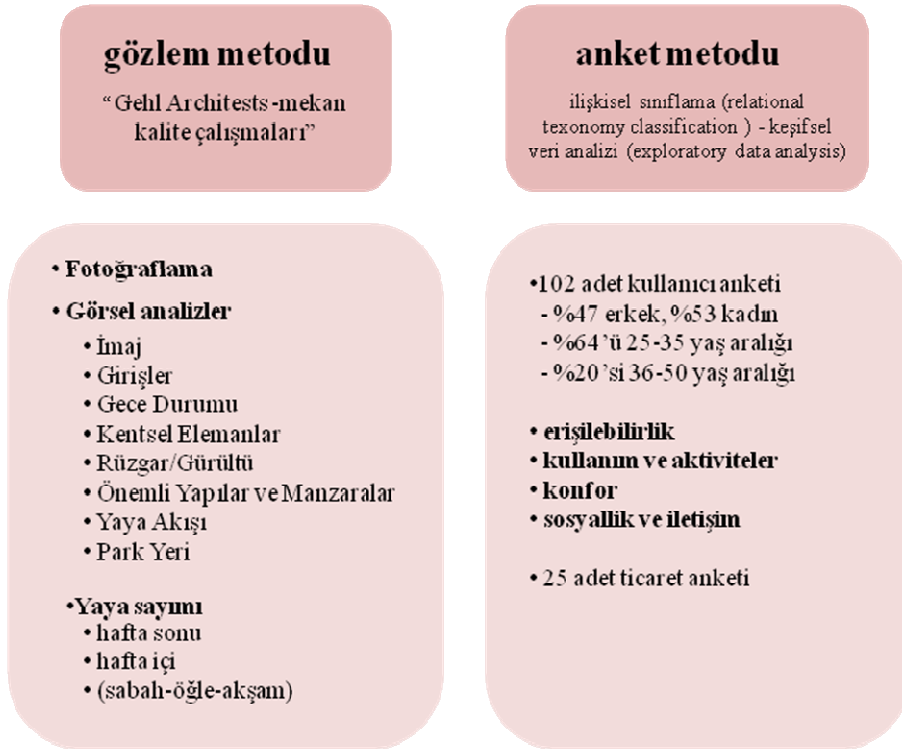 gözlem metodu
“Gehl Architests-mekan
kalite çalışmaları”
• Fotoğraflama
• Görsel analizler
• İmaj
• Girişler
• Gece Durumu
• Kentsel Elemanlar
• Rüzgar/Gürültü
• Önemli Yapılar ve Manzaralar
• Yaya Akışı
• Park Yeri
•Yaya sayımı
• hafta sonu
• hafta içi
• (sabah-öğle-akşam)
anket metodu
ilişkisel sınıflama (relational
texonomy classification ) - keşifsel
veri analizi (exploratory data analysis)
•102 adet kullanıcı anketi
- %47 erkek, %53 kadın
- %64’ü 25-35 yaş aralığı
- %20’si 36-50 yaş aralığı
• erişilebilirlik
• kullanım ve aktiviteler
• konfor
• sosyallik ve iletişim
• 25 adet ticaret anketi